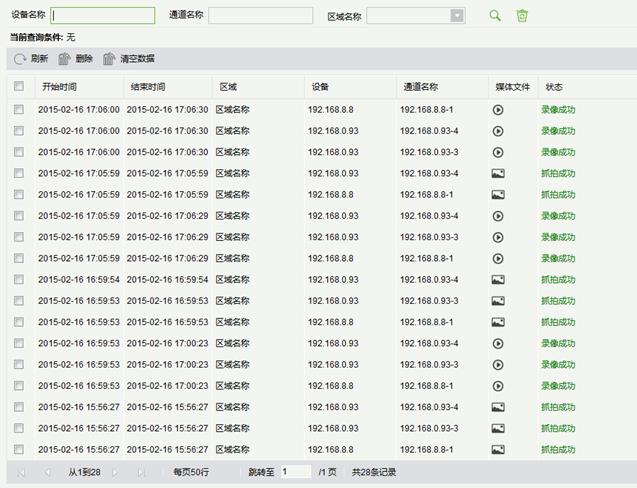 设备名称 通道名称 区域名称
当前查询条件: 无
刷新 删除 清空数据
开始时间 结束时间 区域 设备 通道名称 媒体文件 状态
2015-02-16 17:06:00 2015-02-16 17:06:30 区域名称 192.168.8.8 192.168.8.8-1 录像成功
2015-02-16 17:06:00 2015-02-16 17:06:30 区域名称 192.168.0.93 192.168.0.93-4 录像成功
2015-02-16 17:06:00 2015-02-16 17:06:30 区域名称 192.168.0.93 192.168.0.93-3 录像成功
2015-02-16 17:05:59 2015-02-16 17:05:59 区域名称 192.168.0.93 192.168.0.93-4 抓拍成功
2015-02-16 17:05:59 2015-02-16 17:05:59 区域名称 192.168.8.8 192.168.8.8-1 抓拍成功
2015-02-16 17:05:59 2015-02-16 17:06:29 区域名称 192.168.0.93 192.168.0.93-4 录像成功
2015-02-16 17:05:59 2015-02-16 17:06:29 区域名称 192.168.0.93 192.168.0.93-3 录像成功
2015-02-16 17:05:59 2015-02-16 17:06:29 区域名称 192.168.8.8 192.168.8.8-1 录像成功
2015-02-16 16:59:54 2015-02-16 16:59:54 区域名称 192.168.0.93 192.168.0.93-4 抓拍成功
2015-02-16 16:59:53 2015-02-16 16:59:53 区域名称 192.168.0.93 192.168.0.93-3 抓拍成功
2015-02-16 16:59:53 2015-02-16 16:59:53 区域名称 192.168.8.8 192.168.8.8-1 抓拍成功
2015-02-16 16:59:53 2015-02-16 17:00:23 区域名称 192.168.0.93 192.168.0.93-4 录像成功
2015-02-16 16:59:53 2015-02-16 17:00:23 区域名称 192.168.0.93 192.168.0.93-3 录像成功
2015-02-16 16:59:53 2015-02-16 17:00:23 区域名称 192.168.8.8 192.168.8.8-1 录像成功
2015-02-16 15:56:27 2015-02-16 15:56:27 区域名称 192.168.0.93 192.168.0.93-4 抓拍成功
2015-02-16 15:56:27 2015-02-16 15:56:27 区域名称 192.168.0.93 192.168.0.93-3 抓拍成功
2015-02-16 15:56:27 2015-02-16 15:56:27 区域名称 192.168.8.8 192.168.8.8-1 抓拍成功
从1到28 每页50行 跳转至 1 /1 页 共28条记录